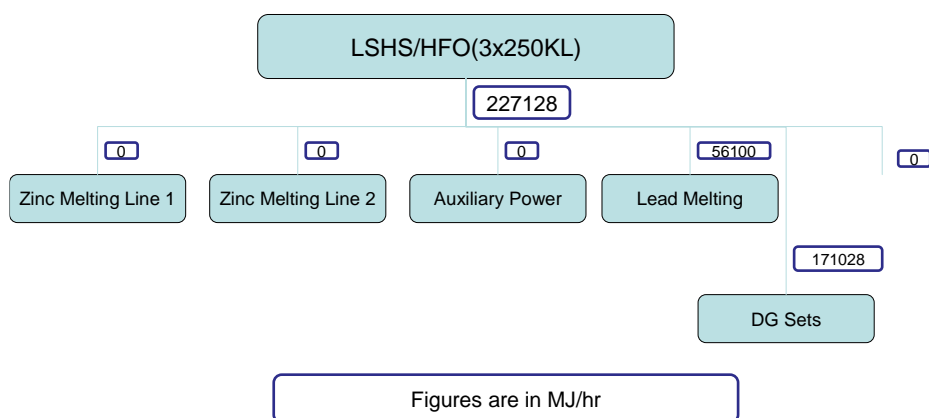 LSHS/HFO(3x250KL)
227128
0
0
0
56100
0
Zinc Melting Line 1
Zinc Melting Line 2
Auxiliary Power
Lead Melting
171028
DG Sets
Figures are in MJ/hr